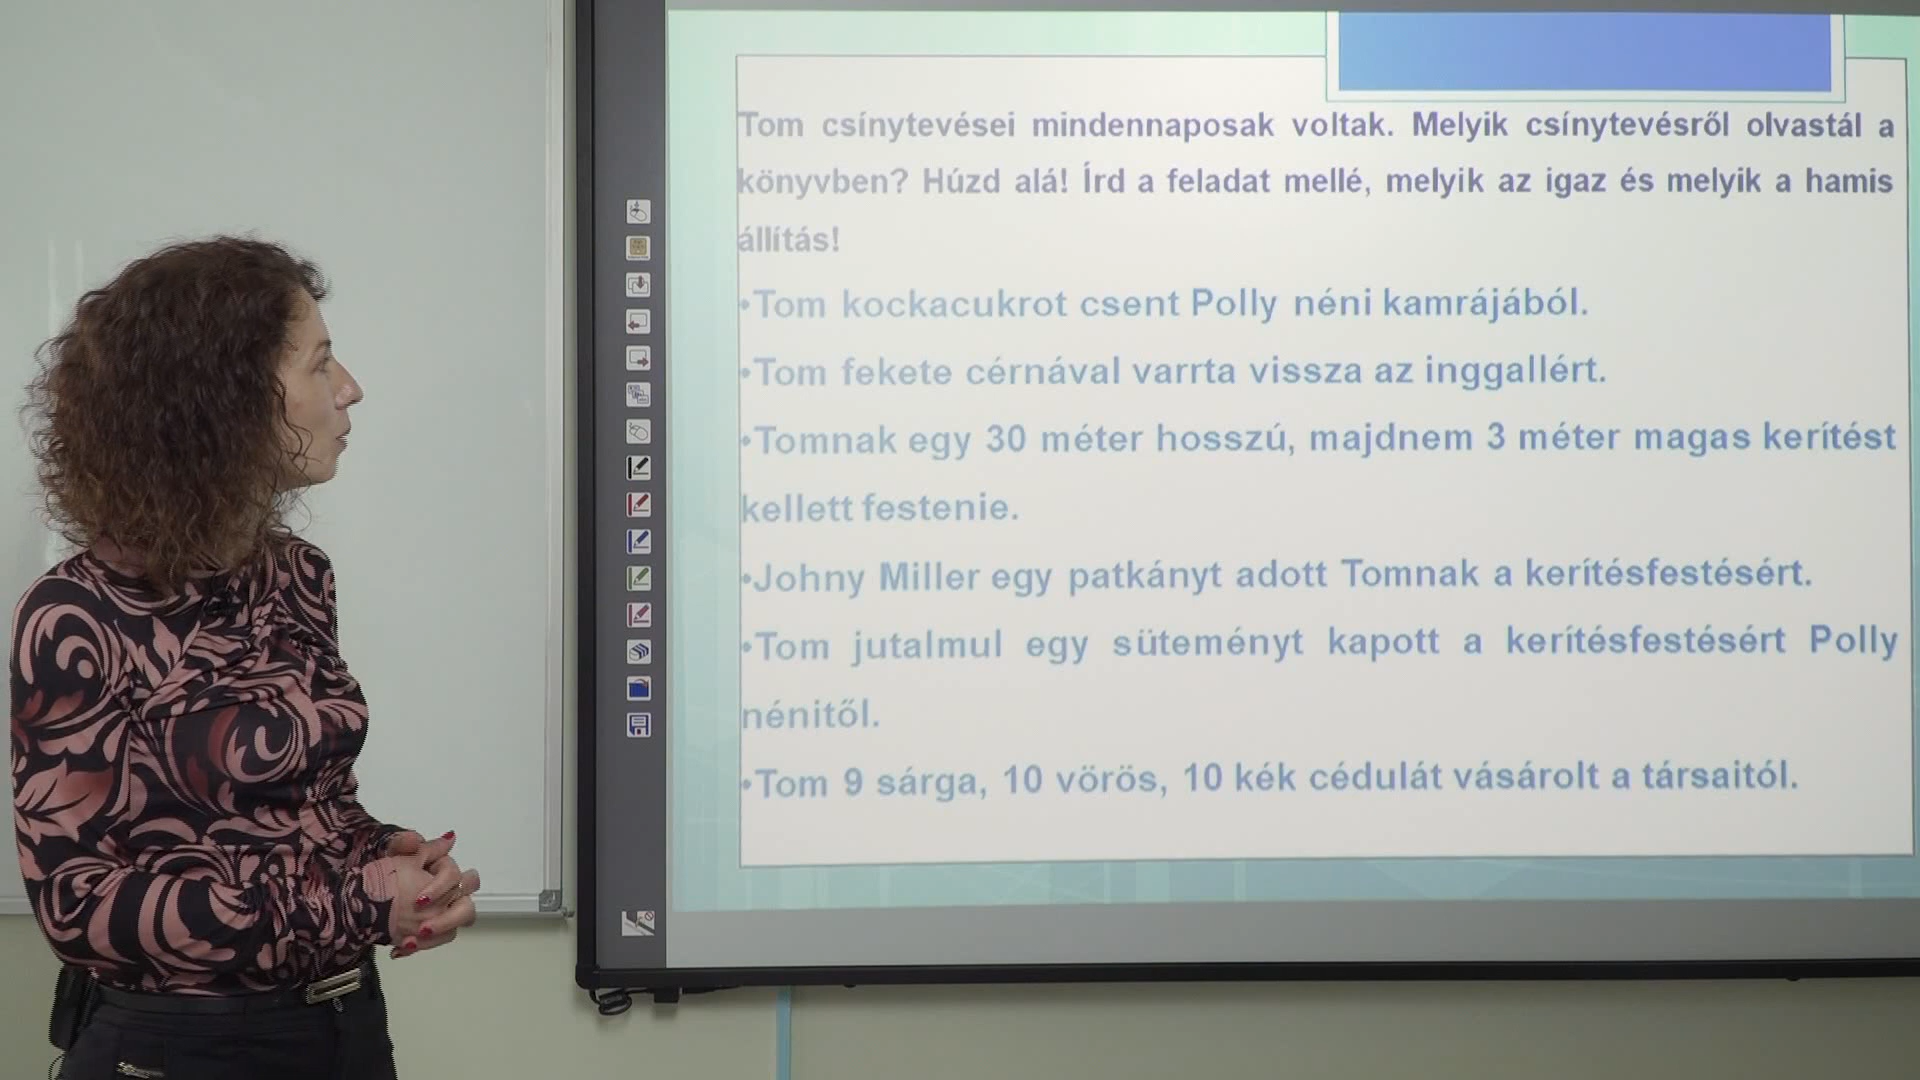 Tom csínytevései mindennaposak voltak. Melyik csínytevésről olvastál a
könyvben? Húzd alá! Írd a feladat mellé, melyik az igaz és melyik a hamis
állítás!
•Tom kockacukrot csent Polly néni kamrájából.
•Tom fekete cérnával varrta vissza az inggallért.
•Tomnak egy 30 méter hosszú, majdnem 3 méter magas kerítést
kellett festenie.
•Johny Miller egy patkányt adott Tomnak a kerítésfestésért.
•Tom jutalmul egy süteményt kapott a kerítésfestésért Polly
nénitől.
•Tom 9 sárga, 10 vörös, 10 kék cédulát vásárolt a társaitól.